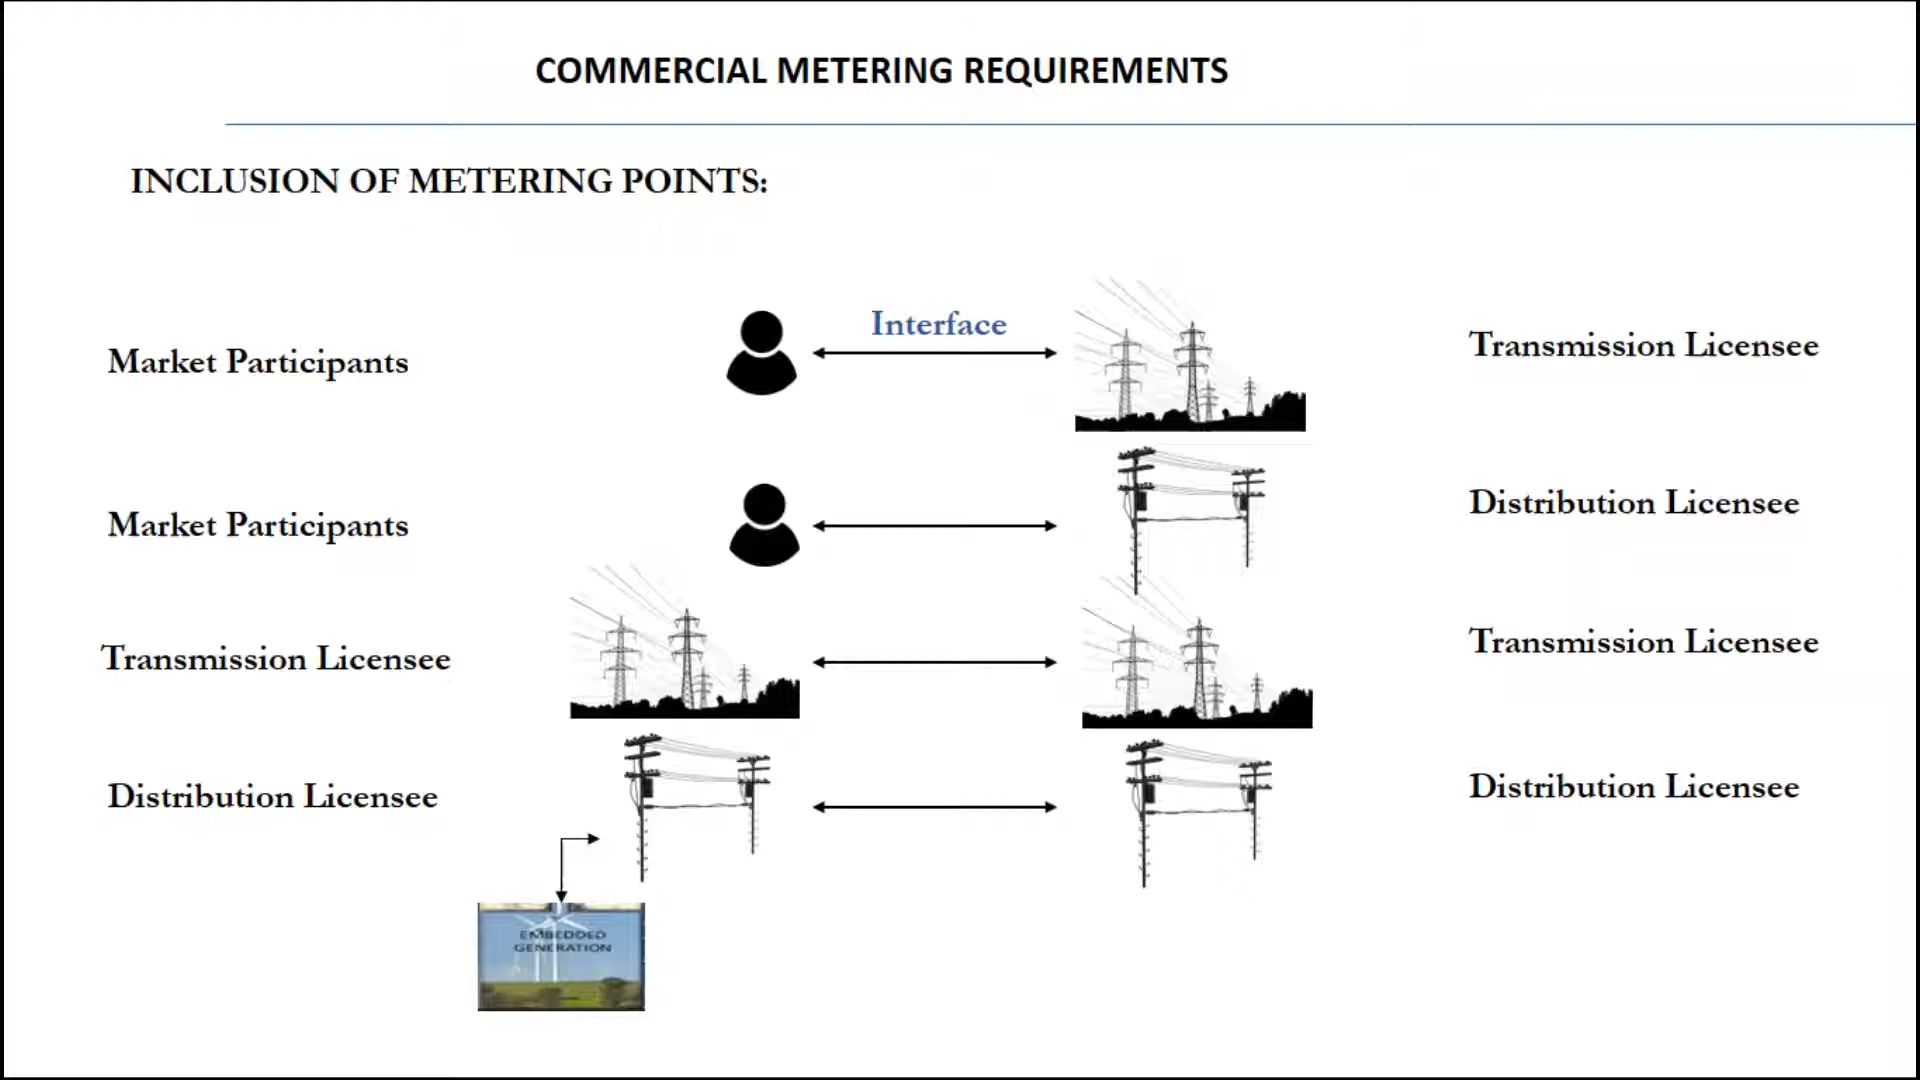 COMMERCIAL METERING REQUIREMENTS
INCLUSION OF METERING POINTS:
Market Participants
Interface
Transmission Licensee
Market Participants
Distribution Licensee
Transmission Licensee
Transmission Licensee
Distribution Licensee
Distribution Licensee
EMBEDDED
GENERATION